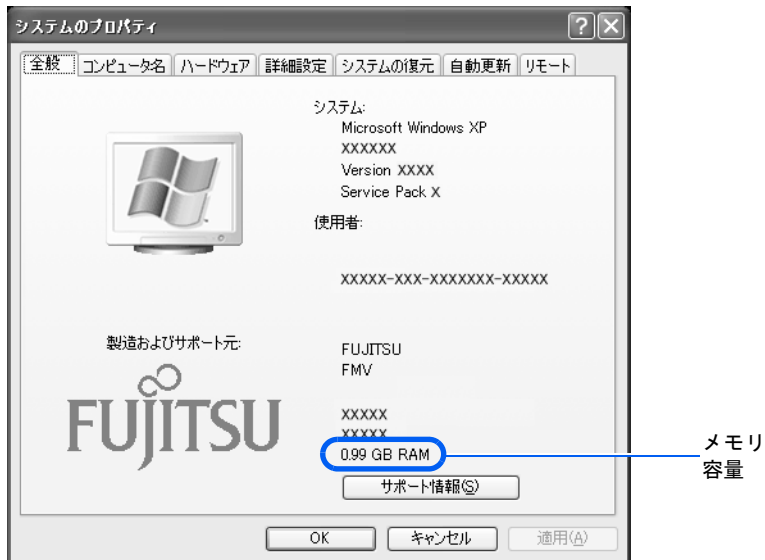 システムのプロパティ
全般 コンピュータ名 ハードウェア 詳細設定 システムの復元 自動更新 リモート
システム:
Microsoft Windows XP
XXXXXX
Version XXXX
Service Pack X
使用者:
XXXXX-XXX-XXXXXXX-XXXXX
製造およびサポート元:
FUJITSU
FMV
FUJITSU
XXXXX
XXXXX
0.99 GB RAM
メモリ
容量
サポート情報(S)
OK キャンセル 適用(A)